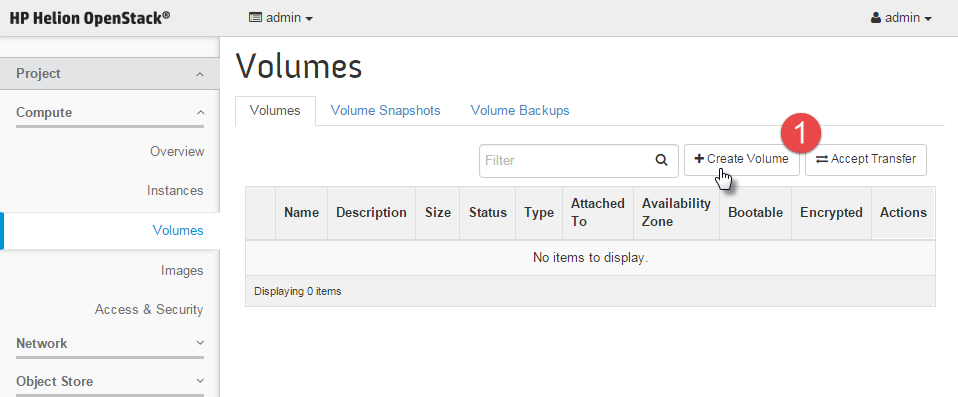 HP Helion OpenStack®
admin
admin
Project
Compute
Overview
Instances
Volumes
Images
Access & Security
Network
Object Store
Volumes
Volumes Volume Snapshots Volume Backups
1
Filter
Create Volume
Accept Transfer
Name Description Size Status Type Attached To Availability Zone Bootable Encrypted Actions
No items to display.
Displaying 0 items